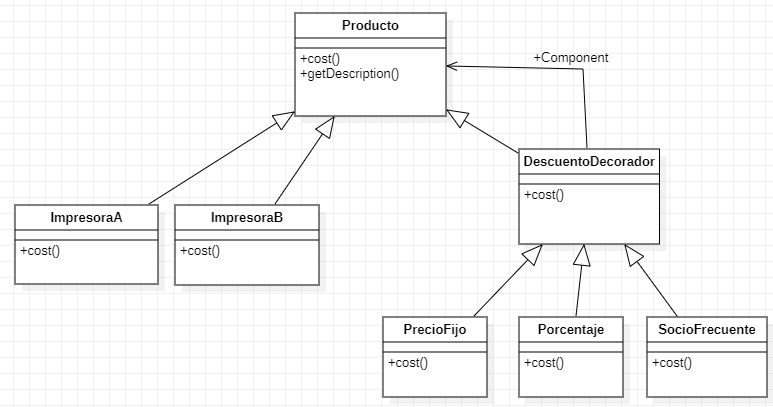 Producto
+cost()
+getDescription()
+Component
DescuentoDecorador
+cost()
ImpresoraA
+cost()
ImpresoraB
+cost()
PrecioFijo
+cost()
Porcentaje
+cost()
SocioFrecuente
+cost()